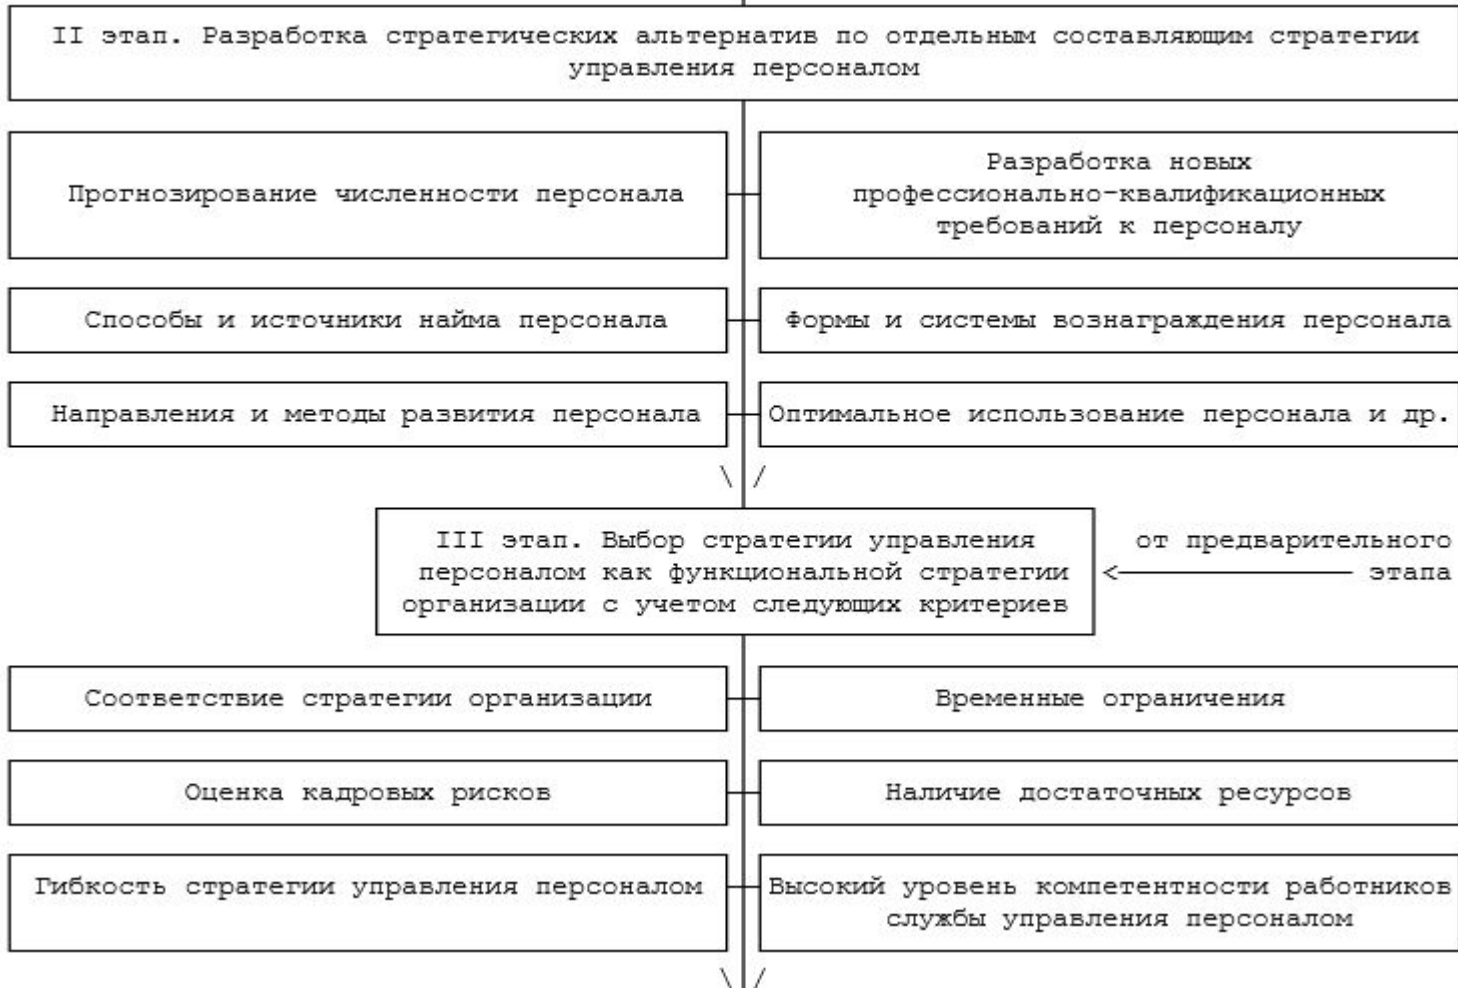 II этап. Разработка стратегических альтернатив по отдельным составляющим стратегии
управления персоналом
Прогнозирование численности персонала
Разработка новых
профессионально-квалификационных
требований к персоналу
Способы и источники найма персонала
Формы и системы вознаграждения персонала
Направления и методы развития персонала
Оптимальное использование персонала и др.
III этап. Выбор стратегии управления
персоналом как функциональной стратегии
организации с учетом следующих критериев
от предварительного
этапа
Соответствие стратегии организации
Временные ограничения
Оценка кадровых рисков
Наличие достаточных ресурсов
Гибкость стратегии управления персоналом
Высокий уровень компетентности работников
службы управления персоналом